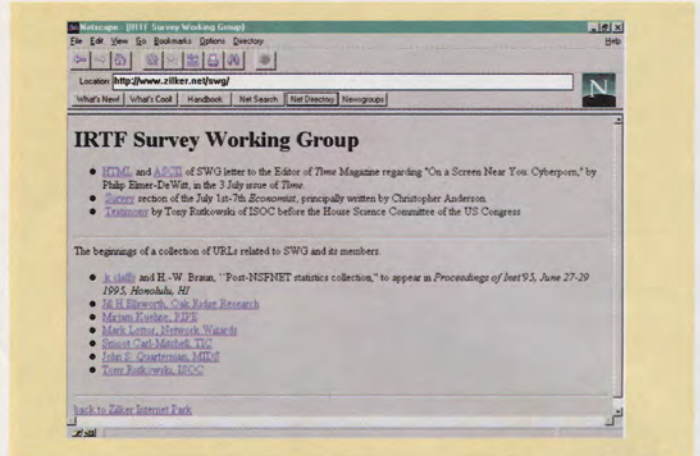 Netscape - [IRTF Survey Working Group]
File Edit View Go Bookmarks Options Directory Help
Location: http://www.zilker.net/swg/
N
What's New! What's Cool! Handbook Net Search Net Directory Newsgroups
IRTF Survey Working Group
• HTML and ASCII of SWG letter to the Editor of Time Magazine regarding "On a Screen Near You: Cyberporn," by
Philip Elmer-DeWitt, in the 3 July issue of Time.
• Survey section of the July 1st-7th Economist, principally written by Christopher Anderson
• Testimony by Tony Rutkowski of ISOC before the House Science Committee of the US Congress
The beginnings of a collection of URLs related to SWG and its members.
• k claffy and H.-W. Braun, ``Post-NSFNET statistics collection," to appear in Proceedings of Inet'95, June 27-29
1995, Honolulu, HI
• Jill H Ellsworth, Oak Ridge Research
• Miriam Kuehne, RIPE
• Mark Lottor, Network Wizards
• Smoot Carl-Mitchell, TIC
• John S. Quarterman, MIDS
• Tony Rutkowski, ISOC
back to Zilker Internet Park